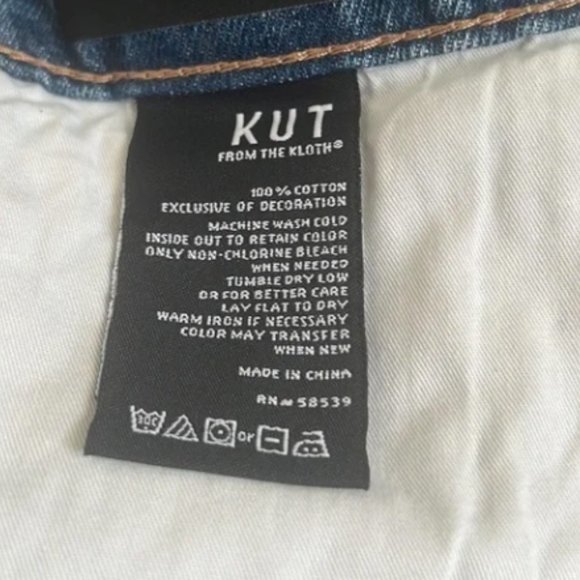 KUT
FROM THE KLOTH®
100% COTTON
EXCLUSIVE OF DECORATION
MACHINE WASH COLD
INSIDE OUT TO RETAIN COLOR
ONLY NON-CHLORINE BLEACH
WHEN NEEDED
TUMBLE DRY LOW
OR FOR BETTER CARE
LAY FLAT TO DRY
WARM IRON IF NECESSARY
COLOR MAY TRANSFER
WHEN NEW
MADE IN CHINA
RN~58539
30C or